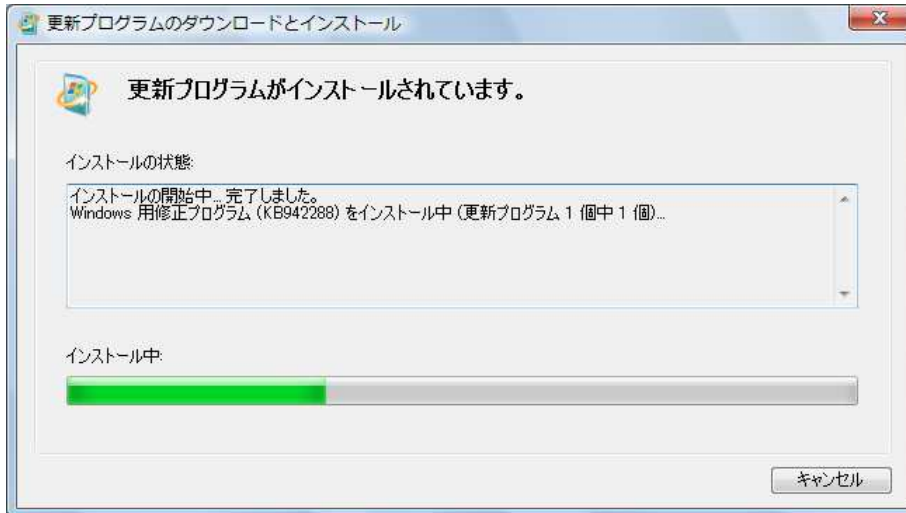 更新プログラムのダウンロードとインストール
更新プログラムがインストールされています。
インストールの状態:
インストールの開始中... 完了しました。
Windows 用修正プログラム (KB942288) をインストール中 (更新プログラム 1 個中 1 個)...
インストール中:
キャンセル